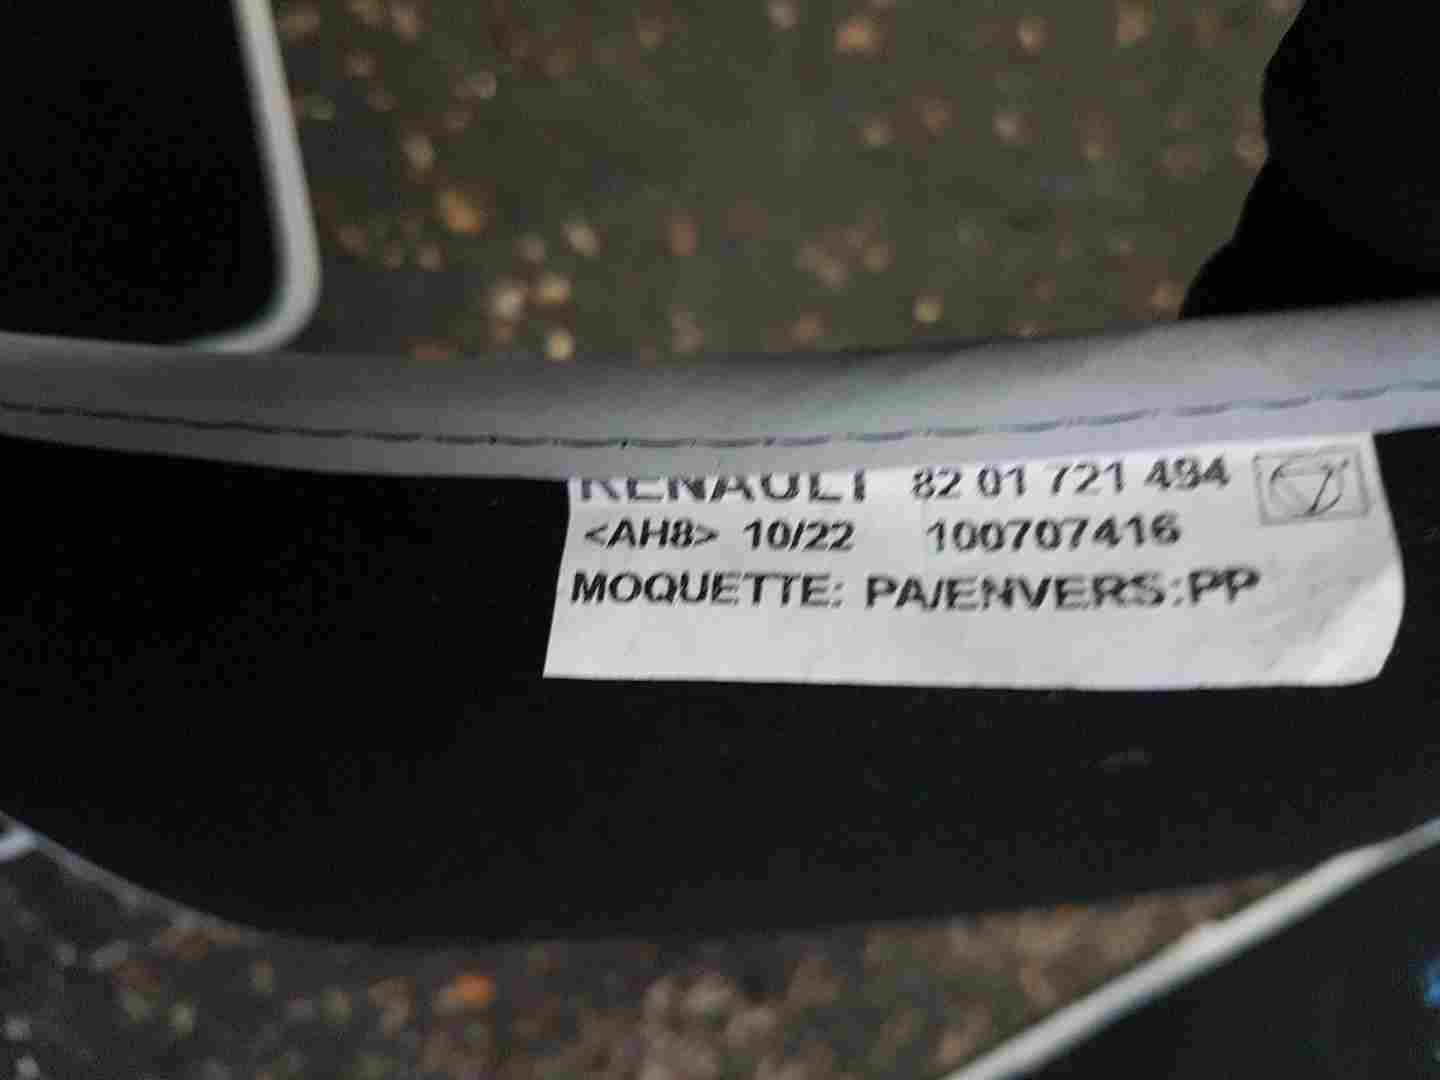 RENAULT 82 01 721 494
<AH8> 10/22 100707416
MOQUETTE: PA/ENVERS:PP